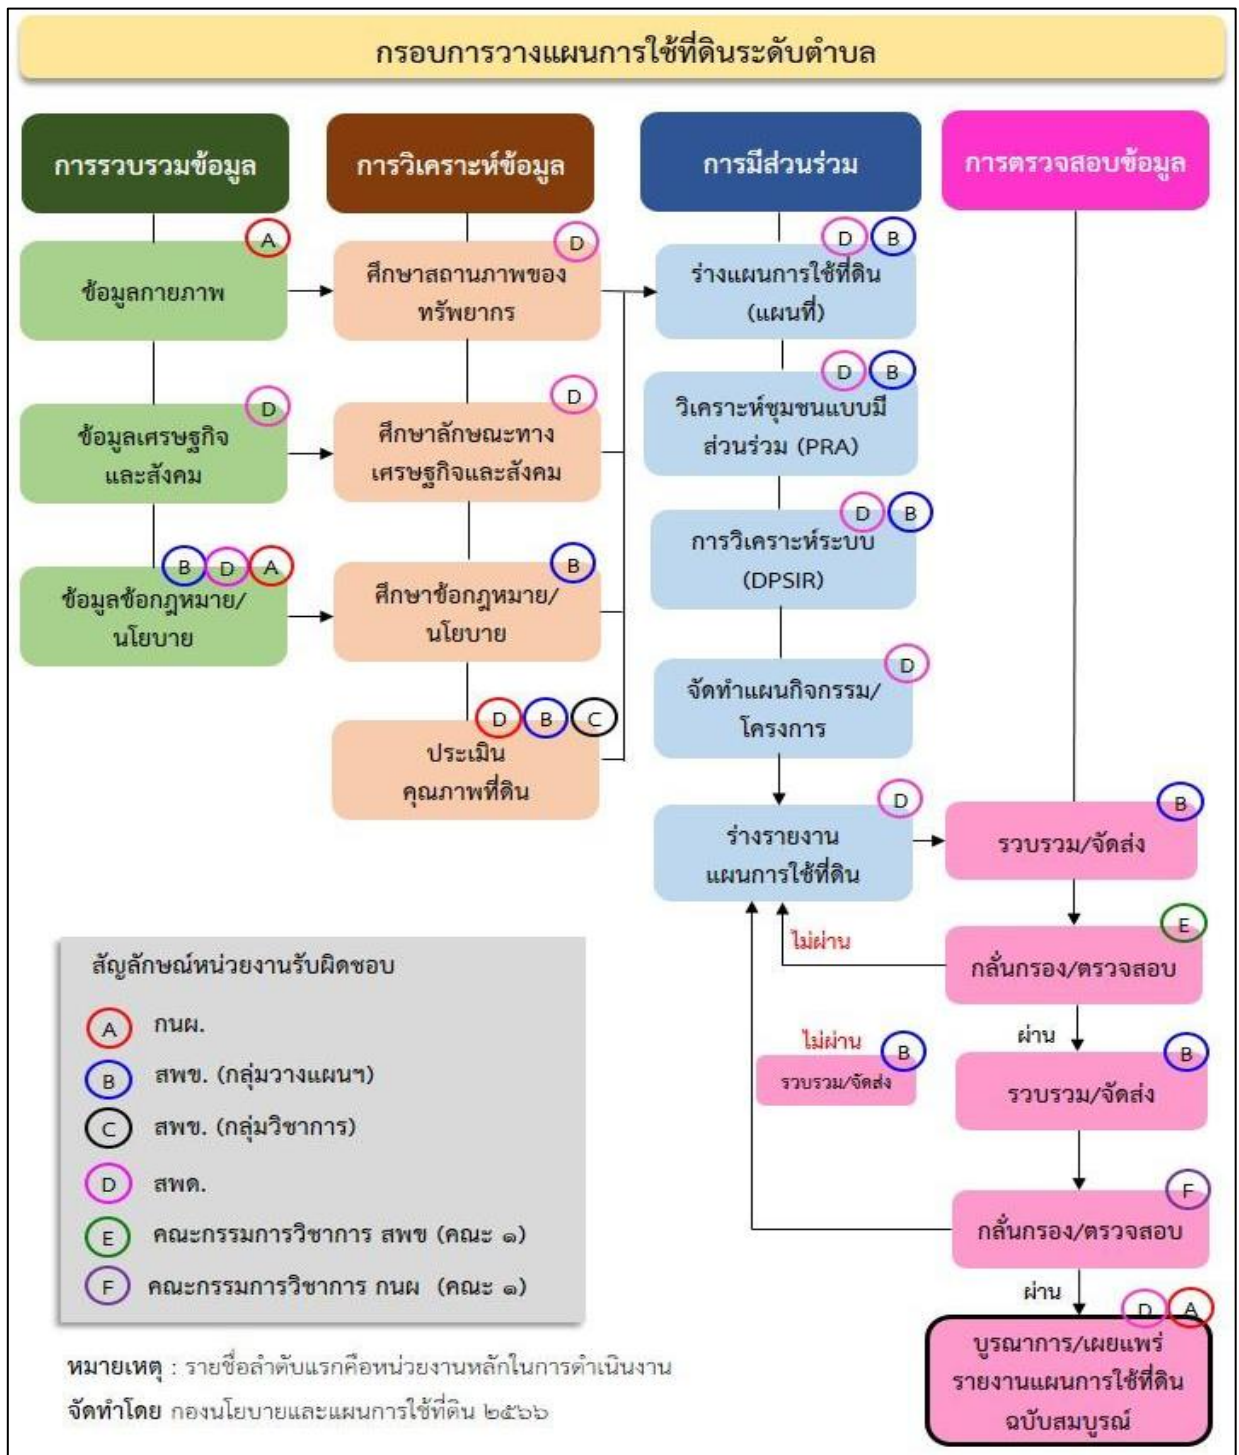 กรอบการวางแผนการใช้ที่ดินระดับตำบล
การรวบรวมข้อมูล
A
ข้อมูลกายภาพ
D
ข้อมูลเศรษฐกิจ
และสังคม
B D A
ข้อมูลข้อกฎหมาย/
นโยบาย
การวิเคราะห์ข้อมูล
D
ศึกษาสถานภาพของ
ทรัพยากร
D
ศึกษาลักษณะทาง
เศรษฐกิจและสังคม
B
ศึกษาข้อกฎหมาย/
นโยบาย
D B C
ประเมิน
คุณภาพที่ดิน
การมีส่วนร่วม
D B
ร่างแผนการใช้ที่ดิน
(แผนที่)
D B
วิเคราะห์ชุมชนแบบมี
ส่วนร่วม (PRA)
D B
การวิเคราะห์ระบบ
(DPSIR)
D
จัดทำแผนกิจกรรม/
โครงการ
D
ร่างรายงาน
แผนการใช้ที่ดิน
การตรวจสอบข้อมูล
B
รวบรวม/จัดส่ง
E
กลั่นกรอง/ตรวจสอบ
ไม่ผ่าน
ผ่าน
B
รวบรวม/จัดส่ง
ไม่ผ่าน
B
รวบรวม/จัดส่ง
F
กลั่นกรอง/ตรวจสอบ
ผ่าน
D A
บูรณาการ/เผยแพร่
รายงานแผนการใช้ที่ดิน
ฉบับสมบูรณ์
สัญลักษณ์หน่วยงานรับผิดชอบ
A กนผ.
B สพข. (กลุ่มวางแผนฯ)
C สพข. (กลุ่มวิชาการ)
D สพด.
E คณะกรรมการวิชาการ สพข (คณะ ๑)
F คณะกรรมการวิชาการ กนผ (คณะ ๑)
หมายเหตุ : รายชื่อลำดับแรกคือหน่วยงานหลักในการดำเนินงาน
จัดทำโดย กองนโยบายและแผนการใช้ที่ดิน ๒๕๖๖